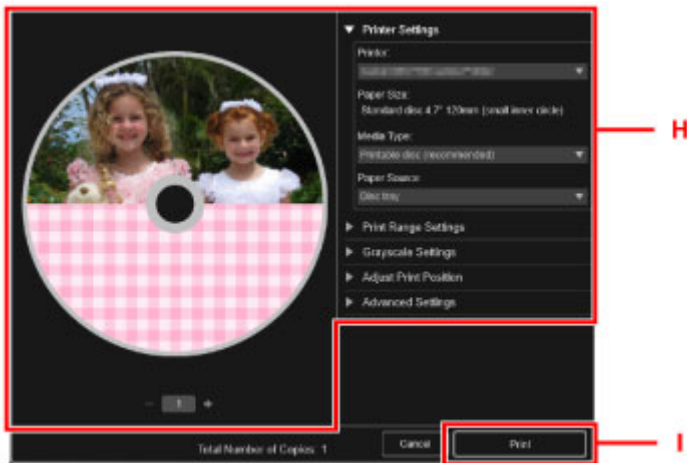 Printer Settings
Printer:
Paper Size:
Standard disc 4.7" 120mm (small inner circle)
Media Type:
Printable disc (recommended)
Paper Source:
Disc tray
Print Range Settings
Grayscale Settings
Adjust Print Position
Advanced Settings
H
- 1 +
Total Number of Copies: 1
Cancel
Print
I